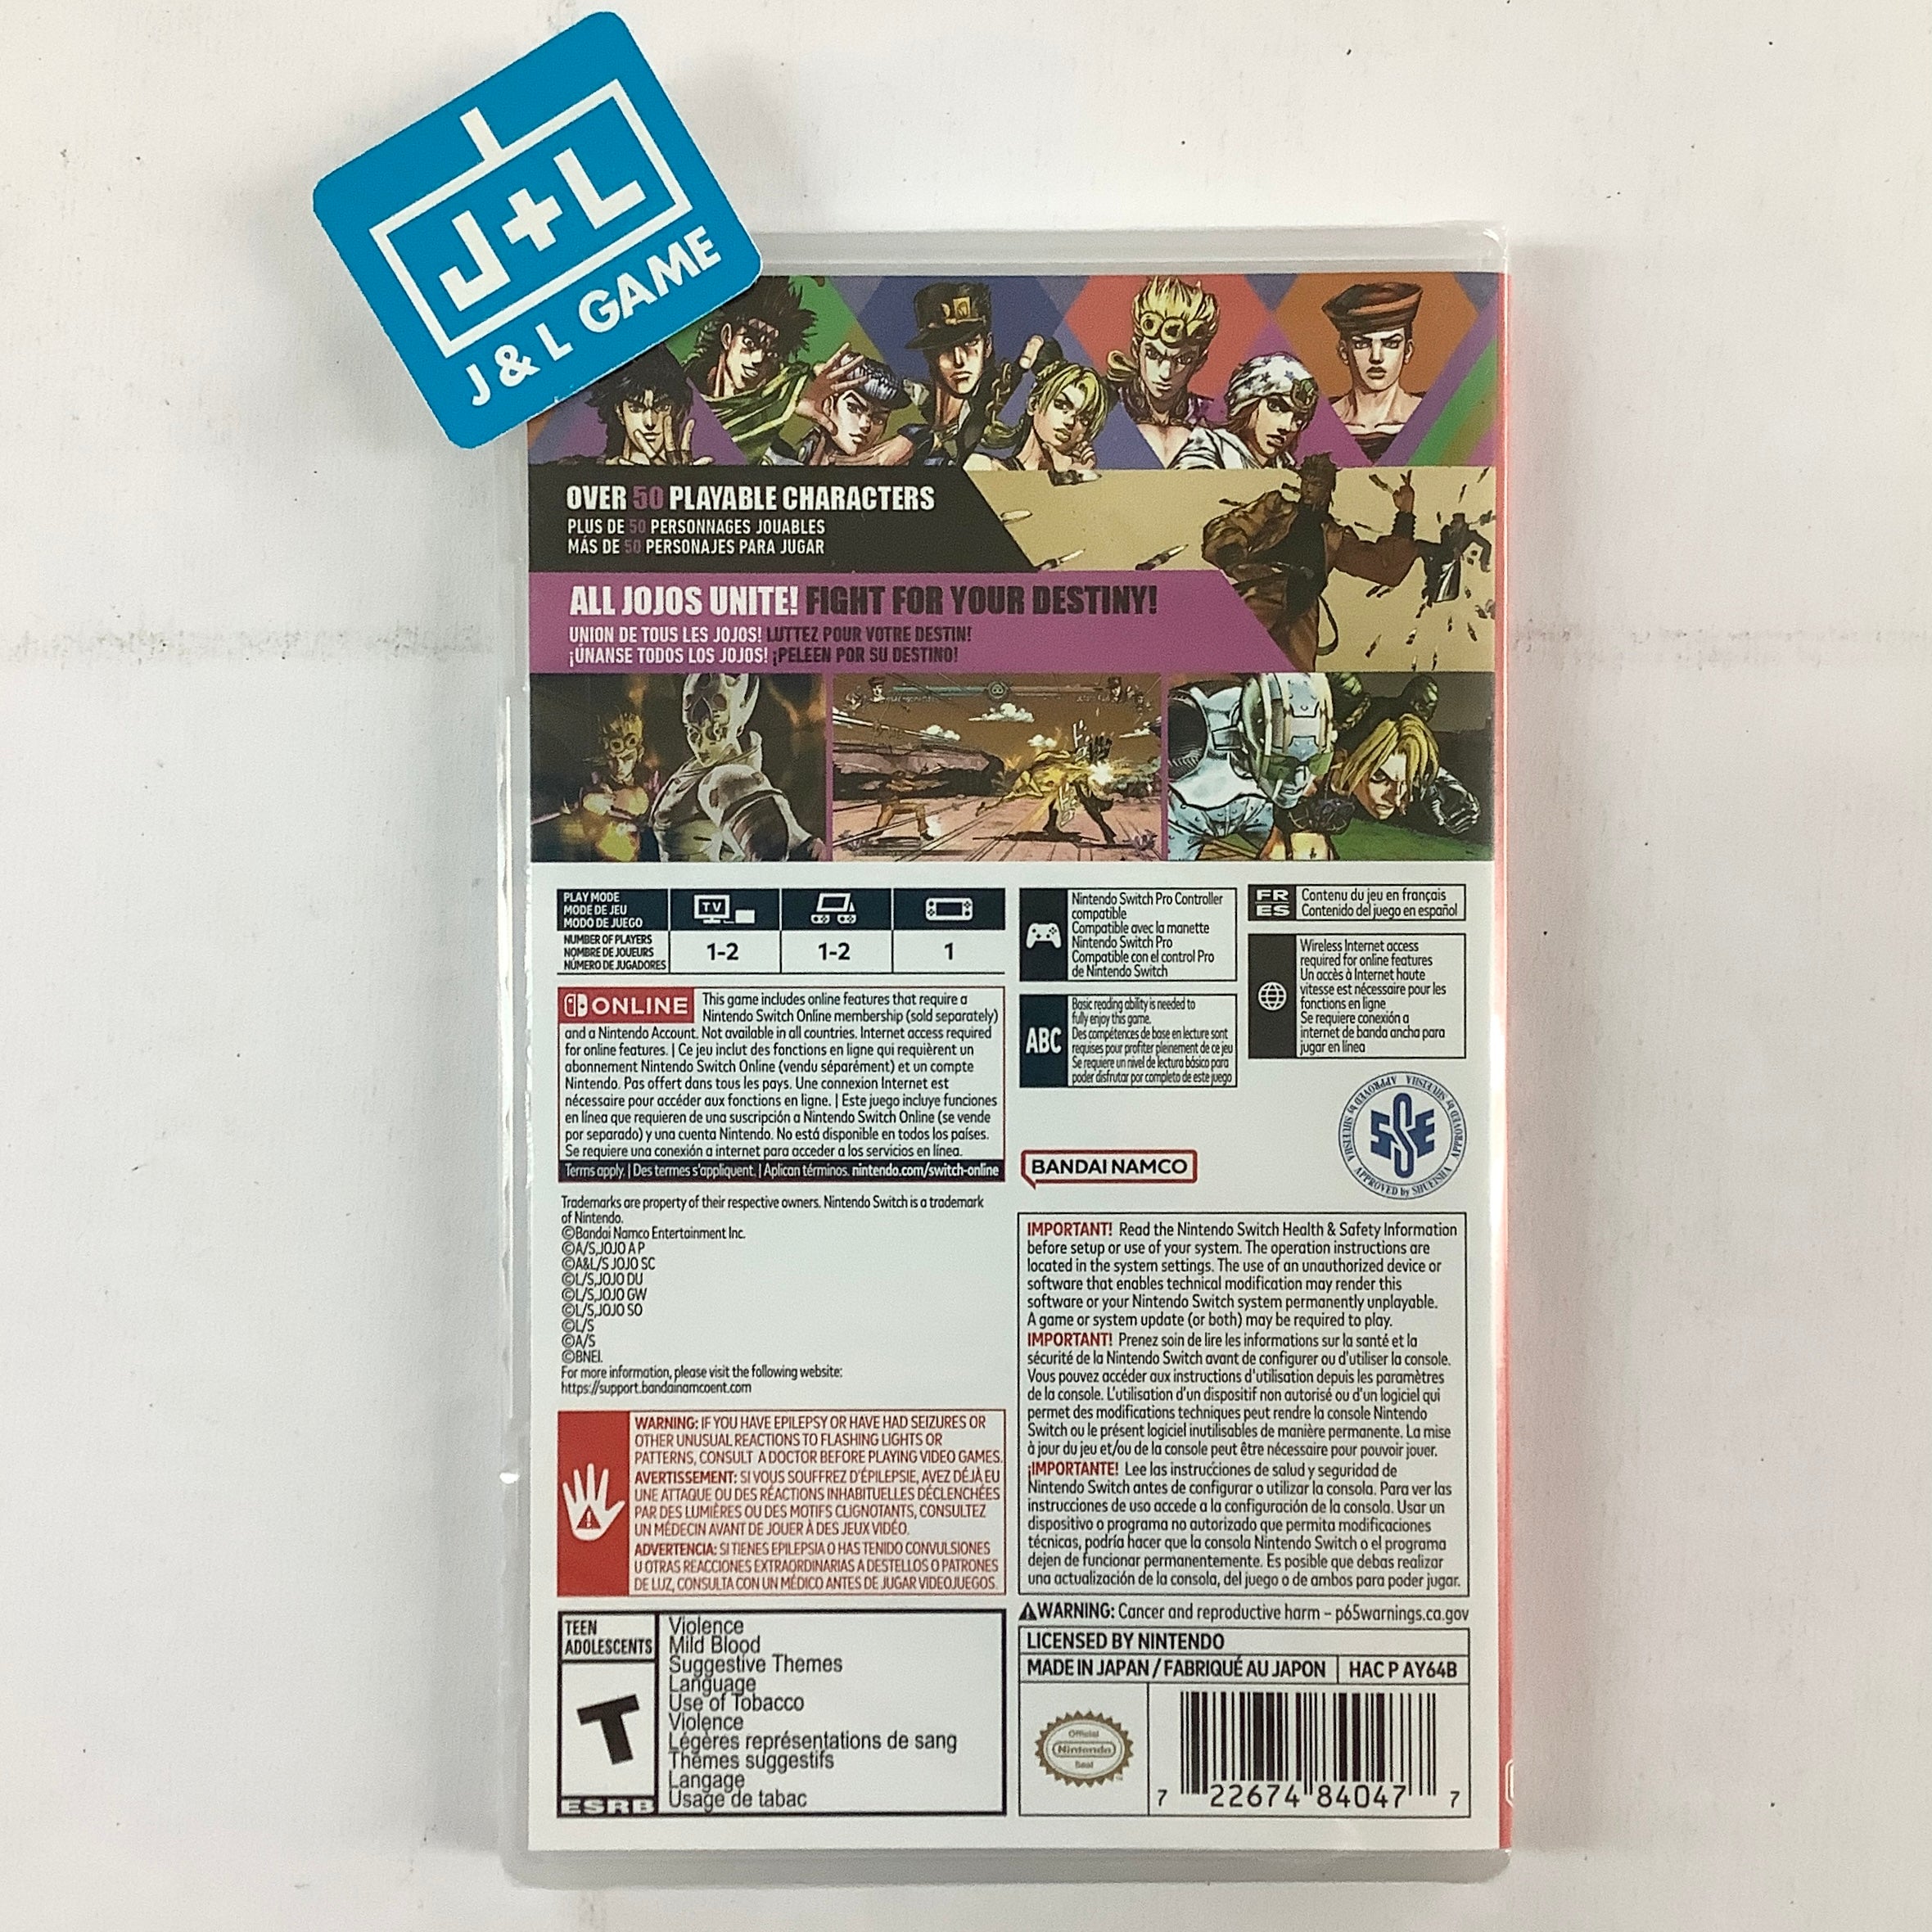 J+L
J & L GAME
OVER 50 PLAYABLE CHARACTERS
PLUS DE 50 PERSONNAGES JOUABLES
MÁS DE 50 PERSONAJES PARA JUGAR
ALL JOJOS UNITE! FIGHT FOR YOUR DESTINY!
UNION DE TOUS LES JOJOS! LUTTEZ POUR VOTRE DESTIN!
¡ÚNANSE TODOS LOS JOJOS! ¡PELEEN POR SU DESTINO!
PLAY MODE
MODE DE JEU
MODO DE JUEGO
TV
NUMBER OF PLAYERS
NOMBRE DE JOUEURS
NÚMERO DE JUGADORES
1-2
1-2
1
Nintendo Switch Pro Controller
compatible
Compatible avec la manette
Nintendo Switch Pro
Compatible con el control Pro
de Nintendo Switch
FR
ES
Contenu du jeu en français
Contenido del juego en español
ABC
Basic reading ability is needed to
fully enjoy this game.
Des compétences de base en lecture sont
requises pour profiter pleinement de ce jeu
Se requiere un nivel de lectura básico para
poder disfrutar por completo de este juego
Wireless Internet access
required for online features
Un accès à Internet haute
vitesse est nécessaire pour les
fonctions en ligne
Se requiere conexión a
internet de banda ancha para
jugar en línea
ONLINE
This game includes online features that require a
Nintendo Switch Online membership (sold separately)
and a Nintendo Account. Not available in all countries. Internet access required
for online features. | Ce jeu inclut des fonctions en ligne qui requièrent un
abonnement Nintendo Switch Online (vendu séparément) et un compte
Nintendo. Pas offert dans tous les pays. Une connexion Internet est
nécessaire pour accéder aux fonctions en ligne. | Este juego incluye funciones
en línea que requieren de una suscripción a Nintendo Switch Online (se vende
por separado) y una cuenta Nintendo. No está disponible en todos los países.
Se requiere una conexión a internet para acceder a los servicios en línea.
Terms apply. | Des termes s'appliquent. | Aplican términos. nintendo.com/switch-online
BANDAI NAMCO
SSE
APPROVED by SHUEISHA APPROVED by SHUEISHA APPROVED by SHUEISHA
Trademarks are property of their respective owners. Nintendo Switch is a trademark
of Nintendo.
©Bandai Namco Entertainment Inc.
©A/S,JOJO A P
©A&L/S JOJO SC
©L/S,JOJO DU
©L/S,JOJO GW
©L/S,JOJO SO
©L/S
©A/S
©BNEI.
For more information, please visit the following website:
https://support.bandainamcoent.com
IMPORTANT! Read the Nintendo Switch Health & Safety Information
before setup or use of your system. The operation instructions are
located in the system settings. The use of an unauthorized device or
software that enables technical modification may render this
software or your Nintendo Switch system permanently unplayable.
A game or system update (or both) may be required to play.
IMPORTANT! Prenez soin de lire les informations sur la santé et la
sécurité de la Nintendo Switch avant de configurer ou d'utiliser la console.
Vous pouvez accéder aux instructions d'utilisation depuis les paramètres
de la console. L'utilisation d'un dispositif non autorisé ou d'un logiciel qui
permet des modifications techniques peut rendre la console Nintendo
Switch ou le présent logiciel inutilisables de manière permanente. La mise
à jour du jeu et/ou de la console peut être nécessaire pour pouvoir jouer.
¡IMPORTANTE! Lee las instrucciones de salud y seguridad de
Nintendo Switch antes de configurar o utilizar la consola. Para ver las
instrucciones de uso accede a la configuración de la consola. Usar un
dispositivo o programa no autorizado que permita modificaciones
técnicas, podría hacer que la consola Nintendo Switch o el programa
dejen de funcionar permanentemente. Es posible que debas realizar
una actualización de la consola, del juego o de ambos para poder jugar.
WARNING: IF YOU HAVE EPILEPSY OR HAVE HAD SEIZURES OR
OTHER UNUSUAL REACTIONS TO FLASHING LIGHTS OR
PATTERNS, CONSULT A DOCTOR BEFORE PLAYING VIDEO GAMES.
AVERTISSEMENT: SI VOUS SOUFFREZ D'ÉPILEPSIE, AVEZ DÉJÀ EU
UNE ATTAQUE OU DES RÉACTIONS INHABITUELLES DÉCLENCHÉES
PAR DES LUMIÈRES OU DES MOTIFS CLIGNOTANTS, CONSULTEZ
UN MÉDECIN AVANT DE JOUER À DES JEUX VIDÉO.
ADVERTENCIA: SI TIENES EPILEPSIA O HAS TENIDO CONVULSIONES
U OTRAS REACCIONES EXTRAORDINARIAS A DESTELLOS O PATRONES
DE LUZ, CONSULTA CON UN MÉDICO ANTES DE JUGAR VIDEOJUEGOS.
WARNING: Cancer and reproductive harm – p65warnings.ca.gov
LICENSED BY NINTENDO
MADE IN JAPAN / FABRIQUÉ AU JAPON
HAC P AY64B
TEEN
ADOLESCENTS
T
ESRB
Violence
Mild Blood
Suggestive Themes
Language
Use of Tobacco
Violence
Légères représentations de sang
Thèmes suggestifs
Langage
Usage de tabac
Official
Nintendo
Seal
7 22674 84047 7